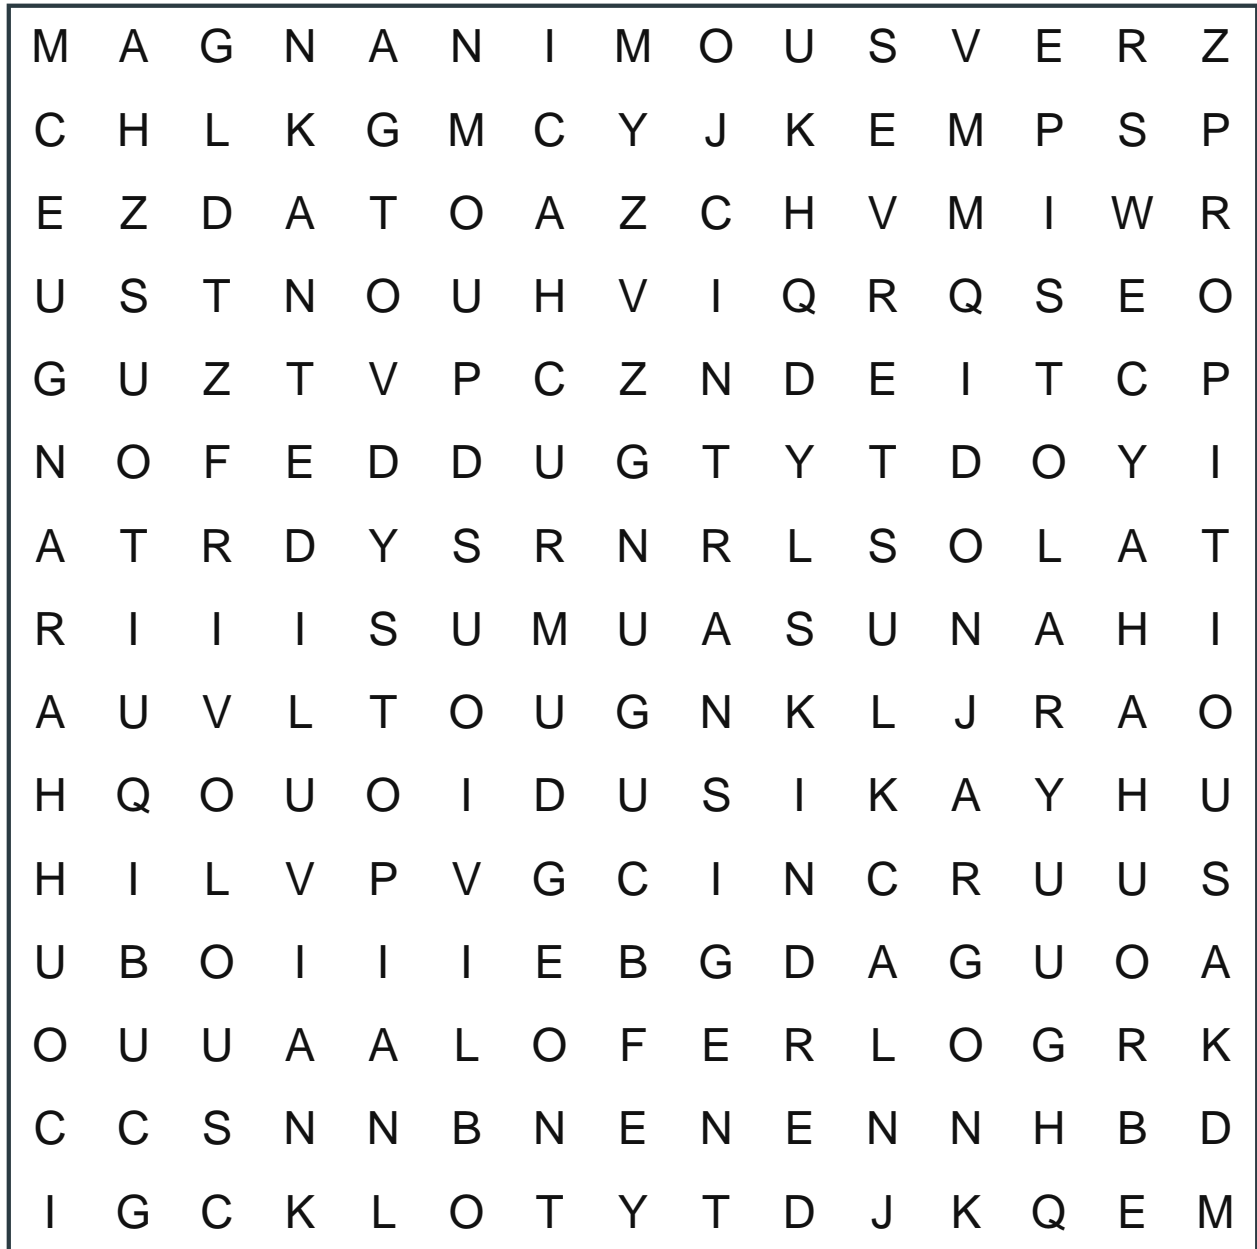 M A G N A N I M O U S V E R Z
C H L K G M C Y J K E M P S P
E Z D A T O A Z C H V M I W R
U S T N O U H V I Q R Q S E O
G U Z T V P C Z N D E I T C P
N O F E D D U G T Y T D O Y I
A T R D Y S R N R L S O L A T
R I I I S U M U A S U N A H I
A U V L T O U G N K L J R A O
H Q O U O I D U S I K A Y H U
H I L V P V G C I N C R U U S
U B O I I I E B G D A G U O A
O U U A A L O F E R L O G R K
C C S N N B N E N E N N H B D
I G C K L O T Y T D J K Q E M